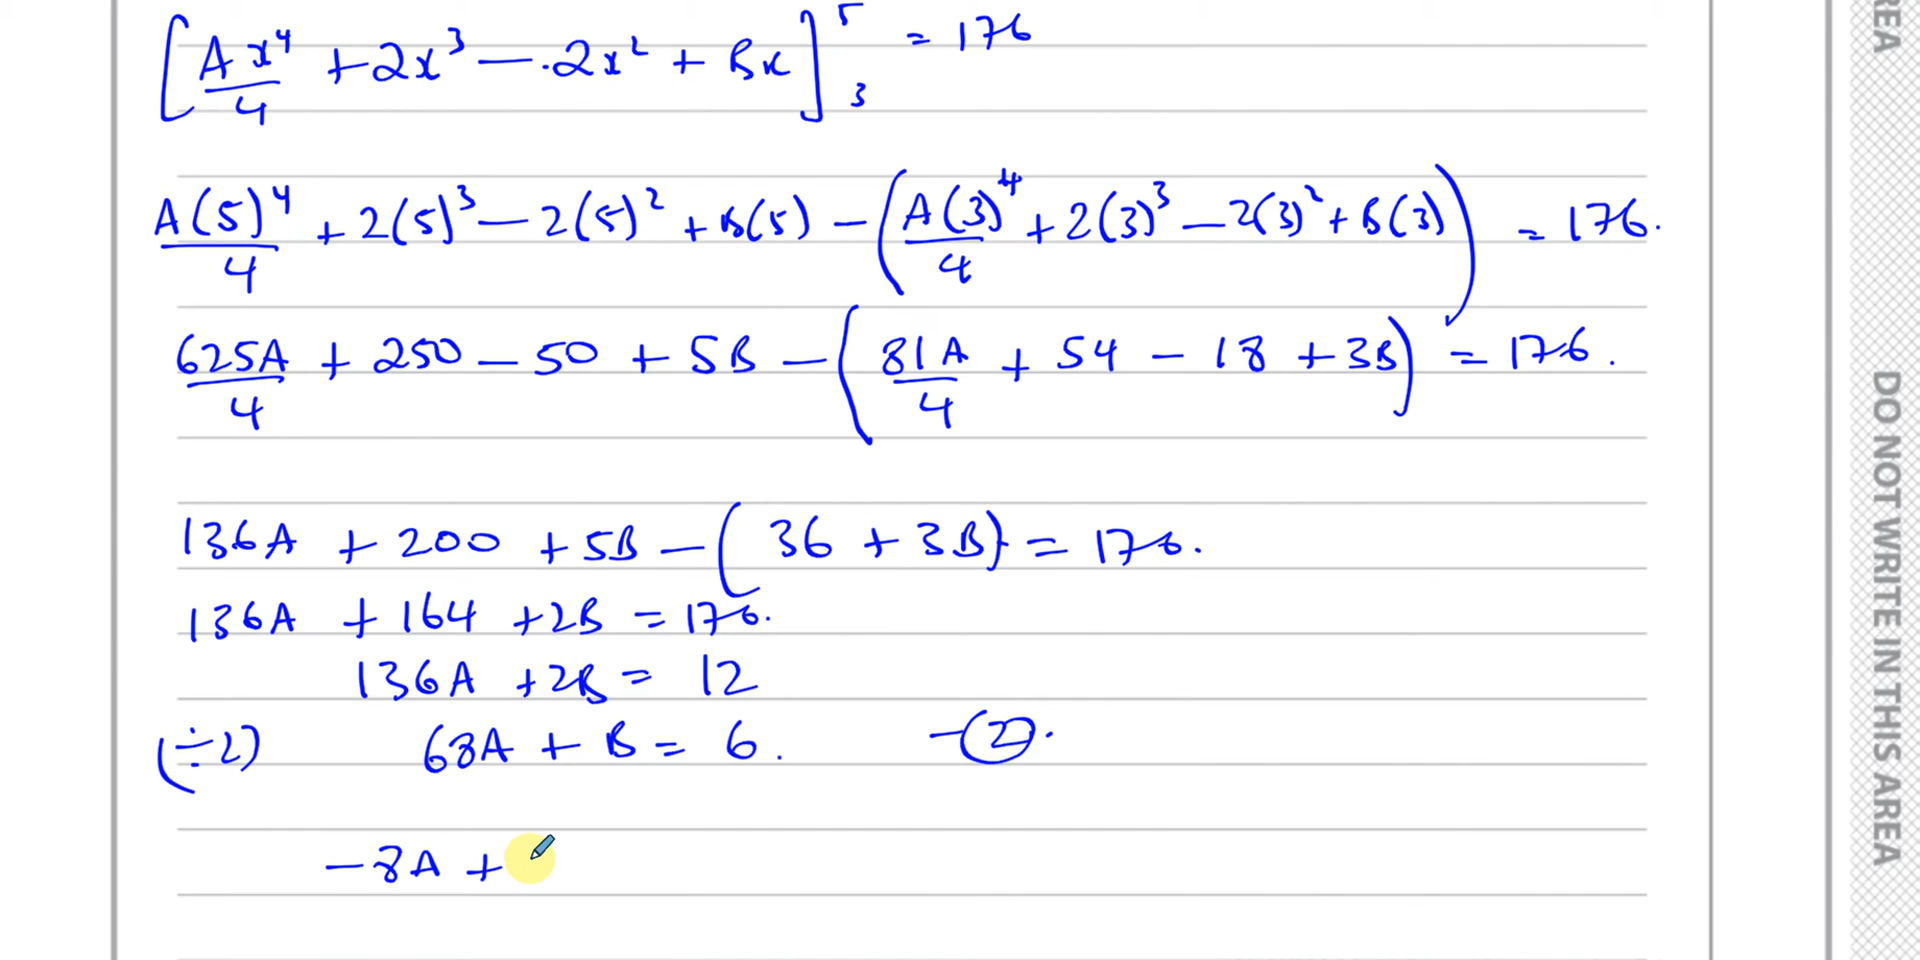 [Ax⁴/4 + 2x³ - 2x² + Bx]₃⁵ = 176
A(5)⁴/4 + 2(5)³ - 2(5)² + B(5) - (A(3)⁴/4 + 2(3)³ - 2(3)² + B(3)) = 176.
625A/4 + 250 - 50 + 5B - (81A/4 + 54 - 18 + 3B) = 176.
136A + 200 + 5B - (36 + 3B) = 176.
136A + 164 + 2B = 176.
136A + 2B = 12
(÷2) 68A + B = 6. -(2).
-8A +
AREA
DO NOT WRITE IN THIS AREA